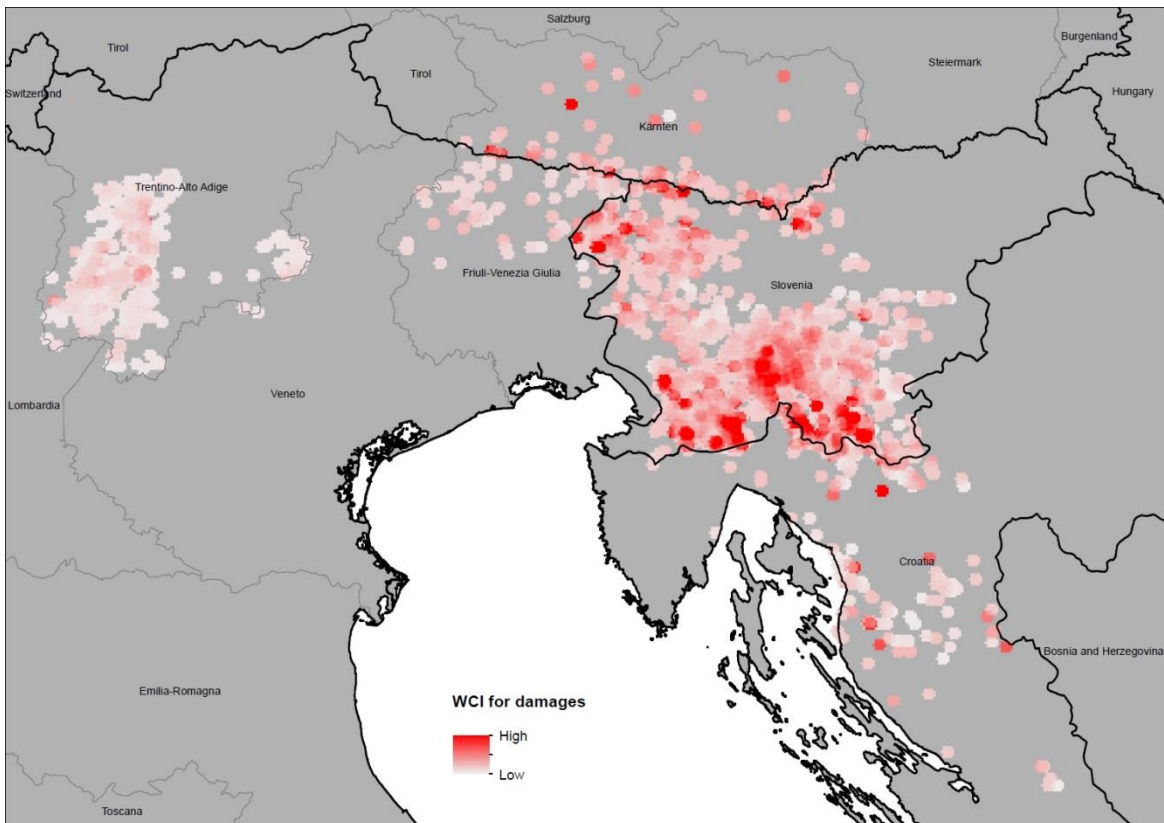 Salzburg
Burgenland
Tirol
Tirol
Steiermark
Switzerland
Hungary
Kärnten
Trentino-Alto Adige
Friuli-Venezia Giulia
Slovenia
Veneto
Lombardia
Croatia
Bosnia and Herzegovina
Emilia-Romagna
WCI for damages
High
Low
Toscana